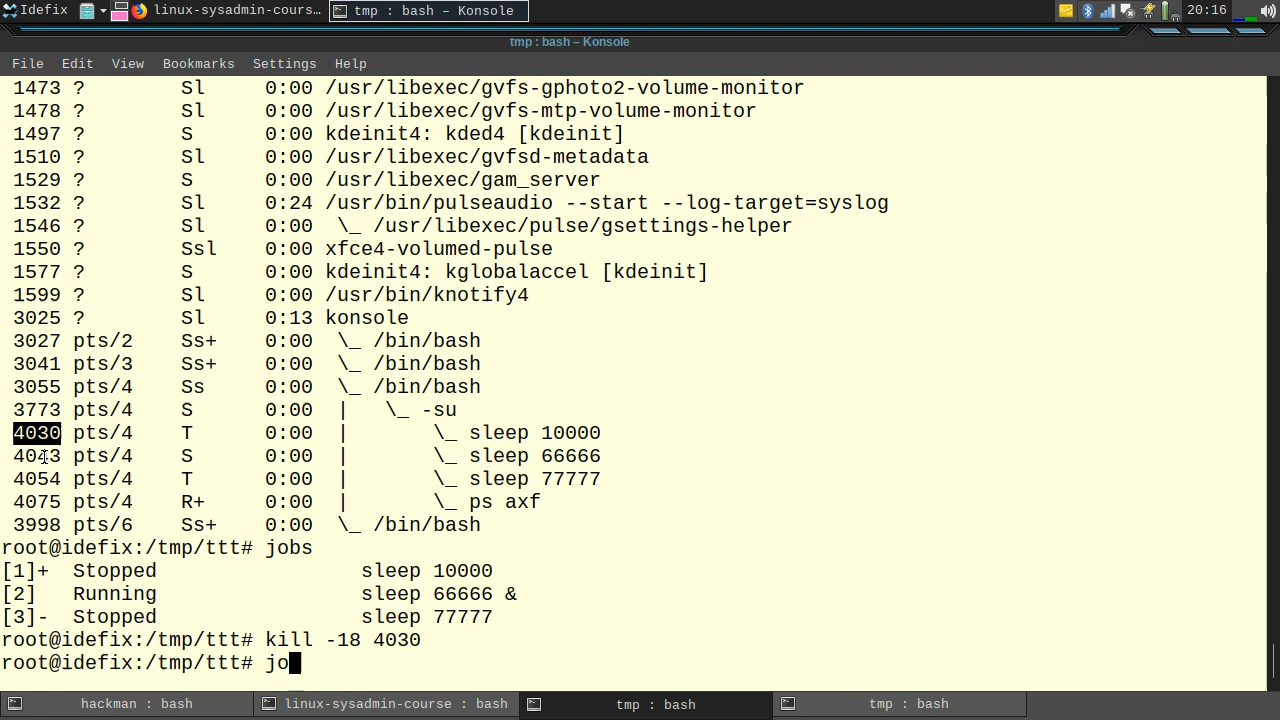 Idefix linux-sysadmin-cours... tmp : bash – Konsole 20:16
tmp : bash – Konsole
File Edit View Bookmarks Settings Help
1473 ? Sl 0:00 /usr/libexec/gvfs-gphoto2-volume-monitor
1478 ? Sl 0:00 /usr/libexec/gvfs-mtp-volume-monitor
1497 ? S 0:00 kdeinit4: kded4 [kdeinit]
1510 ? Sl 0:00 /usr/libexec/gvfsd-metadata
1529 ? S 0:00 /usr/libexec/gam_server
1532 ? Sl 0:24 /usr/bin/pulseaudio --start --log-target=syslog
1546 ? Sl 0:00 \_ /usr/libexec/pulse/gsettings-helper
1550 ? Ssl 0:00 xfce4-volumed-pulse
1577 ? S 0:00 kdeinit4: kglobalaccel [kdeinit]
1599 ? Sl 0:00 /usr/bin/knotify4
3025 ? Sl 0:13 konsole
3027 pts/2 Ss+ 0:00 \_ /bin/bash
3041 pts/3 Ss+ 0:00 \_ /bin/bash
3055 pts/4 Ss 0:00 \_ /bin/bash
3773 pts/4 S 0:00 | \_ -su
4030 pts/4 T 0:00 | \_ sleep 10000
4043 pts/4 S 0:00 | \_ sleep 66666
4054 pts/4 T 0:00 | \_ sleep 77777
4075 pts/4 R+ 0:00 | \_ ps axf
3998 pts/6 Ss+ 0:00 \_ /bin/bash
root@idefix:/tmp/ttt# jobs
[1]+ Stopped sleep 10000
[2] Running sleep 66666 &
[3]- Stopped sleep 77777
root@idefix:/tmp/ttt# kill -18 4030
root@idefix:/tmp/ttt# jo
hackman : bash linux-sysadmin-course : bash tmp : bash tmp : bash